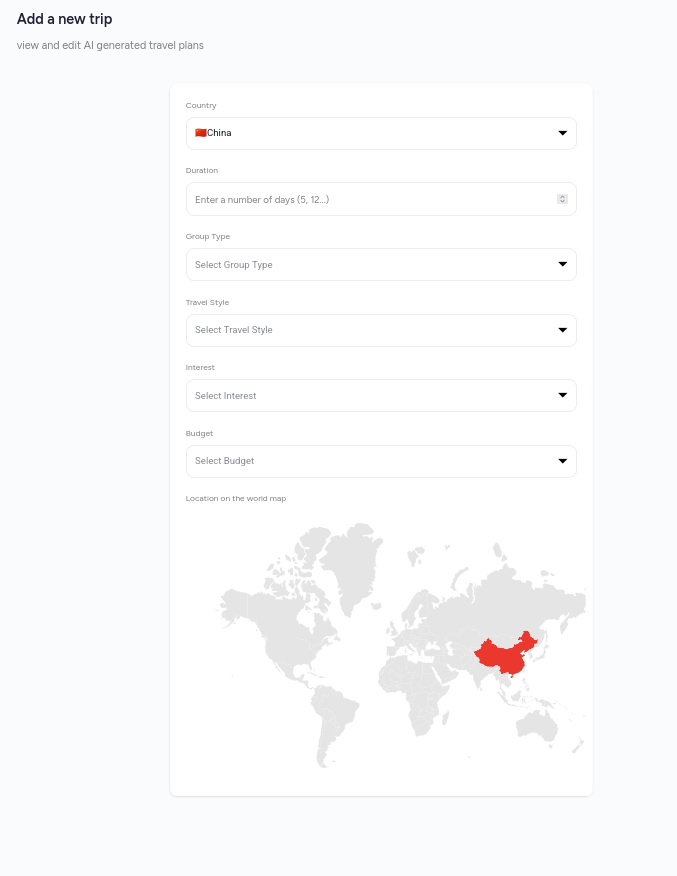 Add a new trip
view and edit AI generated travel plans
Country
🇨🇳China
Duration
Enter a number of days (5, 12...)
Group Type
Select Group Type
Travel Style
Select Travel Style
Interest
Select Interest
Budget
Select Budget
Location on the world map